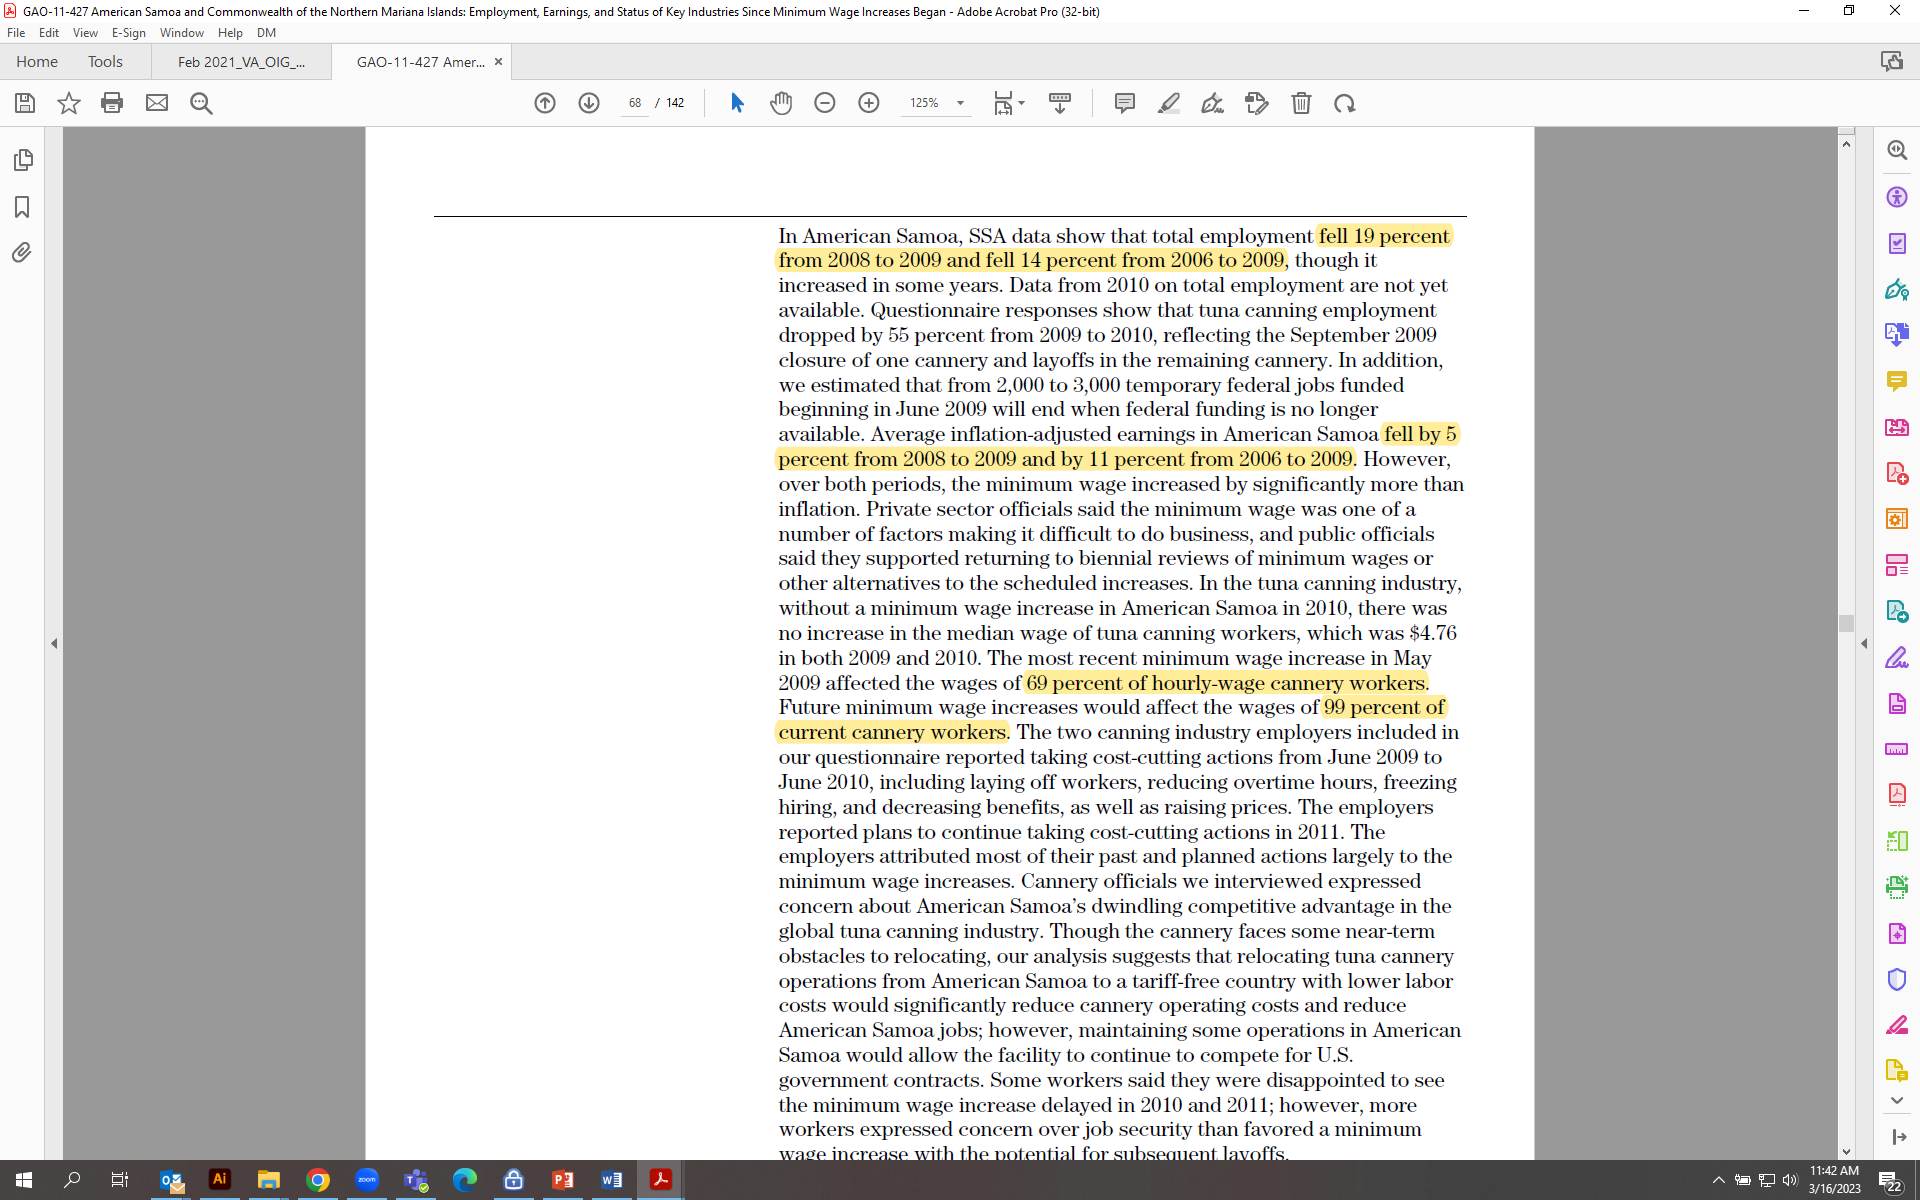 GAO-11-427 American Samoa and Commonwealth of the Northern Mariana Islands: Employment, Earnings, and Status of Key Industries Since Minimum Wage Increases Began - Adobe Acrobat Pro (32-bit)
File Edit View E-Sign Window Help DM
Home Tools Feb 2021_VA_OIG_... GAO-11-427 Amer... ×
68 / 142 125%
In American Samoa, SSA data show that total employment fell 19 percent
from 2008 to 2009 and fell 14 percent from 2006 to 2009, though it
increased in some years. Data from 2010 on total employment are not yet
available. Questionnaire responses show that tuna canning employment
dropped by 55 percent from 2009 to 2010, reflecting the September 2009
closure of one cannery and layoffs in the remaining cannery. In addition,
we estimated that from 2,000 to 3,000 temporary federal jobs funded
beginning in June 2009 will end when federal funding is no longer
available. Average inflation-adjusted earnings in American Samoa fell by 5
percent from 2008 to 2009 and by 11 percent from 2006 to 2009. However,
over both periods, the minimum wage increased by significantly more than
inflation. Private sector officials said the minimum wage was one of a
number of factors making it difficult to do business, and public officials
said they supported returning to biennial reviews of minimum wages or
other alternatives to the scheduled increases. In the tuna canning industry,
without a minimum wage increase in American Samoa in 2010, there was
no increase in the median wage of tuna canning workers, which was $4.76
in both 2009 and 2010. The most recent minimum wage increase in May
2009 affected the wages of 69 percent of hourly-wage cannery workers.
Future minimum wage increases would affect the wages of 99 percent of
current cannery workers. The two canning industry employers included in
our questionnaire reported taking cost-cutting actions from June 2009 to
June 2010, including laying off workers, reducing overtime hours, freezing
hiring, and decreasing benefits, as well as raising prices. The employers
reported plans to continue taking cost-cutting actions in 2011. The
employers attributed most of their past and planned actions largely to the
minimum wage increases. Cannery officials we interviewed expressed
concern about American Samoa's dwindling competitive advantage in the
global tuna canning industry. Though the cannery faces some near-term
obstacles to relocating, our analysis suggests that relocating tuna cannery
operations from American Samoa to a tariff-free country with lower labor
costs would significantly reduce cannery operating costs and reduce
American Samoa jobs; however, maintaining some operations in American
Samoa would allow the facility to continue to compete for U.S.
government contracts. Some workers said they were disappointed to see
the minimum wage increase delayed in 2010 and 2011; however, more
workers expressed concern over job security than favored a minimum
wage increase with the potential for subsequent layoffs.
Ai zoom
11:42 AM
3/16/2023
22